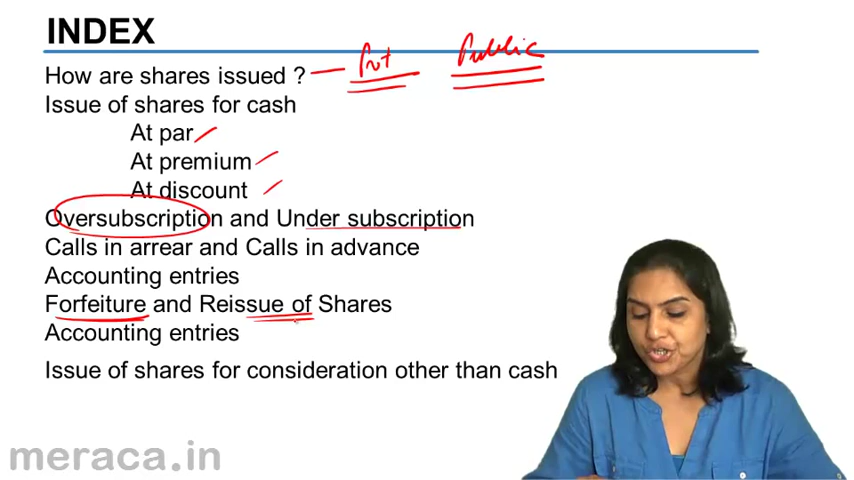 INDEX
How are shares issued ? Pvt Public
Issue of shares for cash
At par
At premium
At discount
Oversubscription and Under subscription
Calls in arrear and Calls in advance
Accounting entries
Forfeiture and Reissue of Shares
Accounting entries
Issue of shares for consideration other than cash
meraca.in